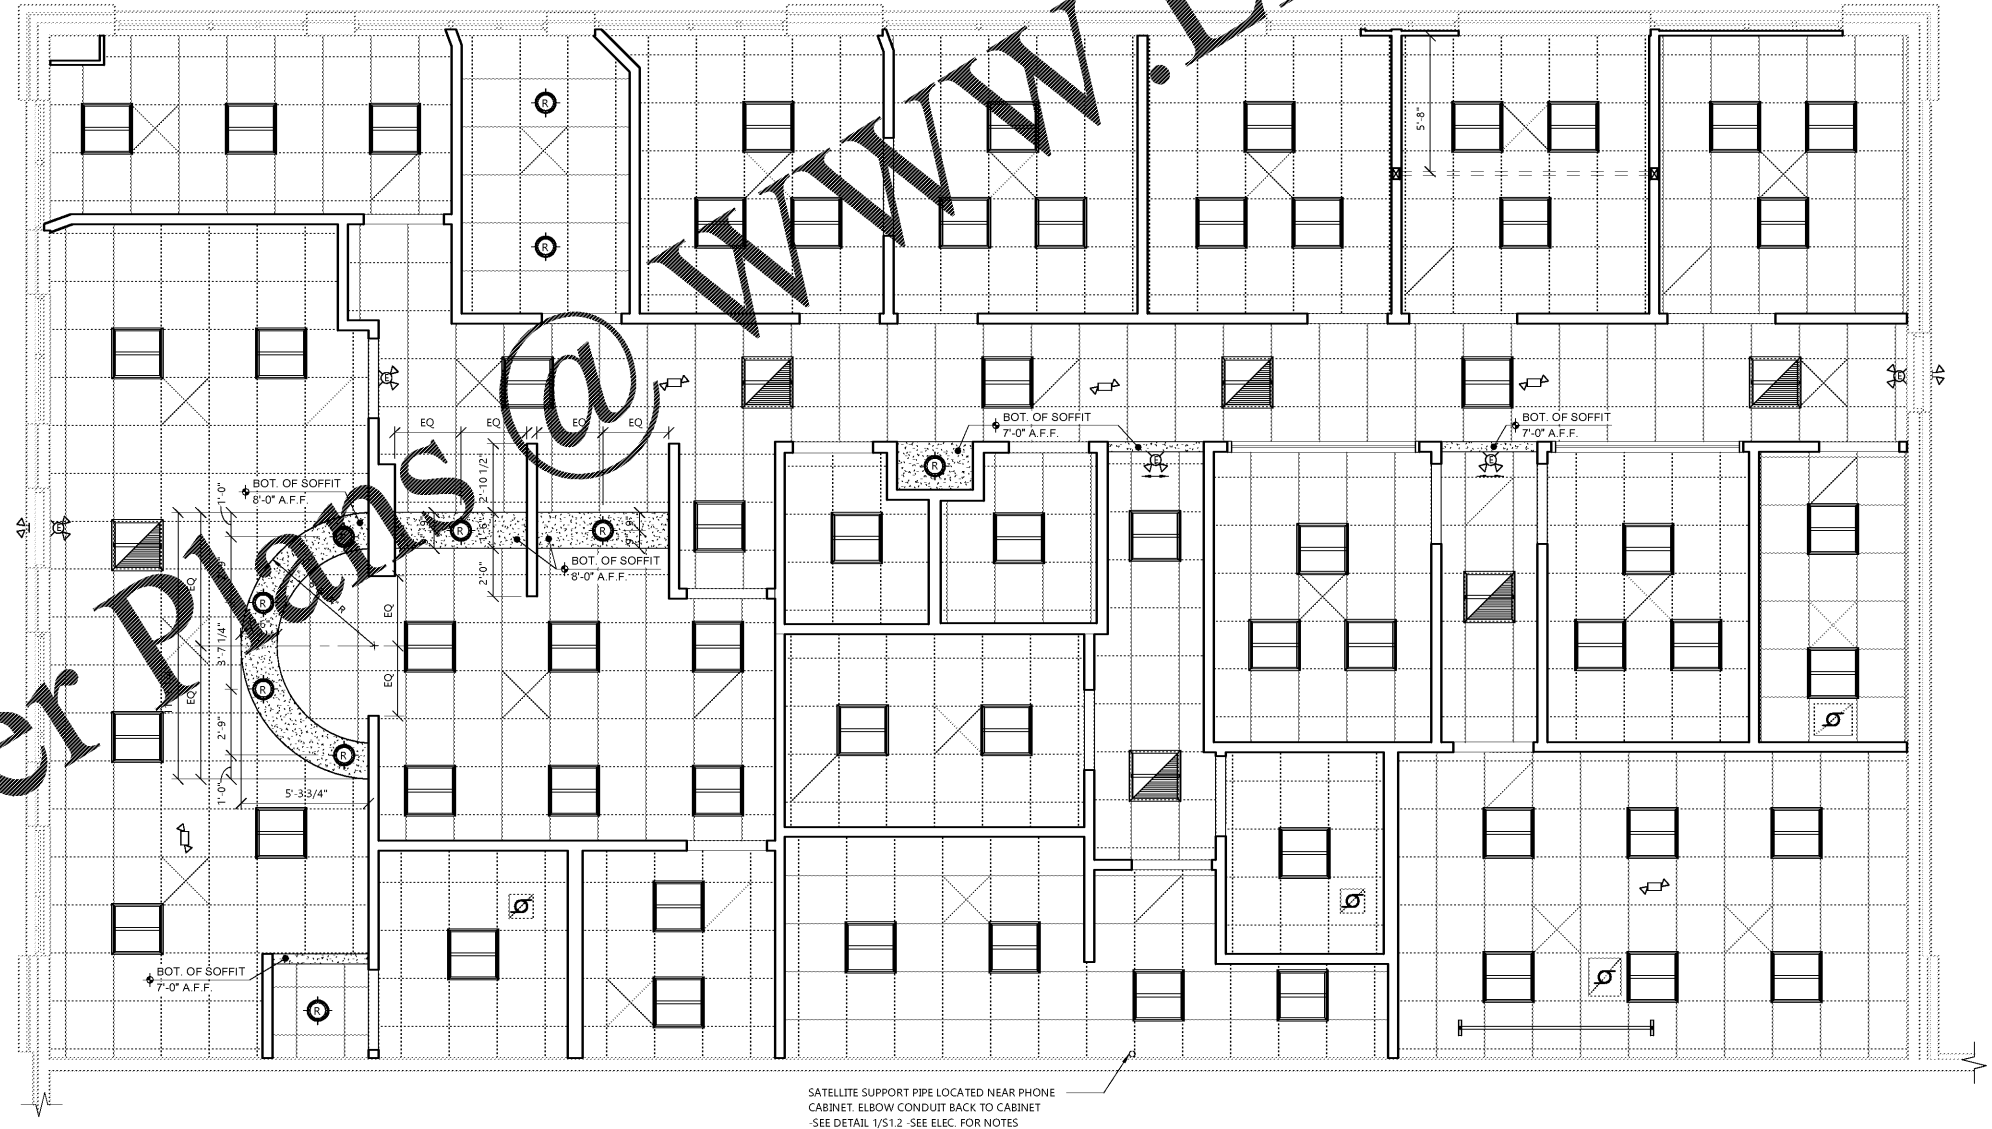 er Plans @ www.L
R
R
5'-8"
E
E
EQ
EQ
EQ
EQ
BOT. OF SOFFIT
7'-0" A.F.F.
BOT. OF SOFFIT
7'-0" A.F.F.
2'-10 1/2"
R
E
E
BOT. OF SOFFIT
8'-0" A.F.F.
1'-0"
E
R
R
R
BOT. OF SOFFIT
8'-0" A.F.F.
2'-0"
EQ
R
R
EQ
3'-7 1/4"
EQ
EQ
R
2'-9"
R
1'-0"
5'-3 3/4"
BOT. OF SOFFIT
7'-0" A.F.F.
R
SATELLITE SUPPORT PIPE LOCATED NEAR PHONE
CABINET. ELBOW CONDUIT BACK TO CABINET
-SEE DETAIL 1/S1.2 -SEE ELEC. FOR NOTES